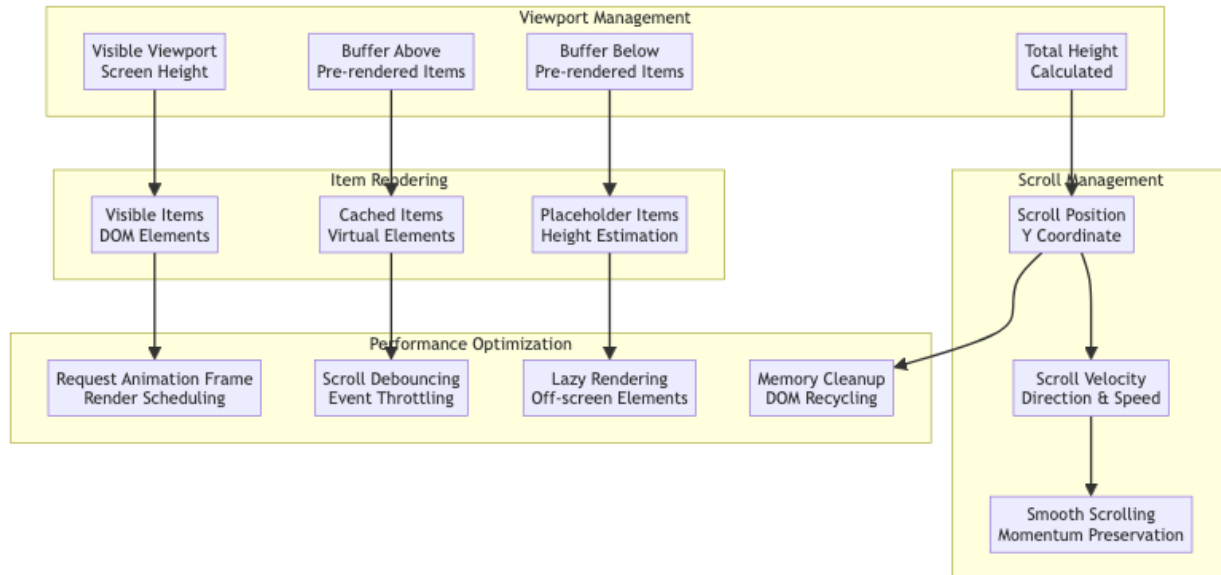 Viewport Management
Visible Viewport
Screen Height
Buffer Above
Pre-rendered Items
Buffer Below
Pre-rendered Items
Total Height
Calculated
Item Rendering
Visible Items
DOM Elements
Cached Items
Virtual Elements
Placeholder Items
Height Estimation
Scroll Management
Scroll Position
Y Coordinate
Performance Optimization
Request Animation Frame
Render Scheduling
Scroll Debouncing
Event Throttling
Lazy Rendering
Off-screen Elements
Memory Cleanup
DOM Recycling
Scroll Velocity
Direction & Speed
Smooth Scrolling
Momentum Preservation